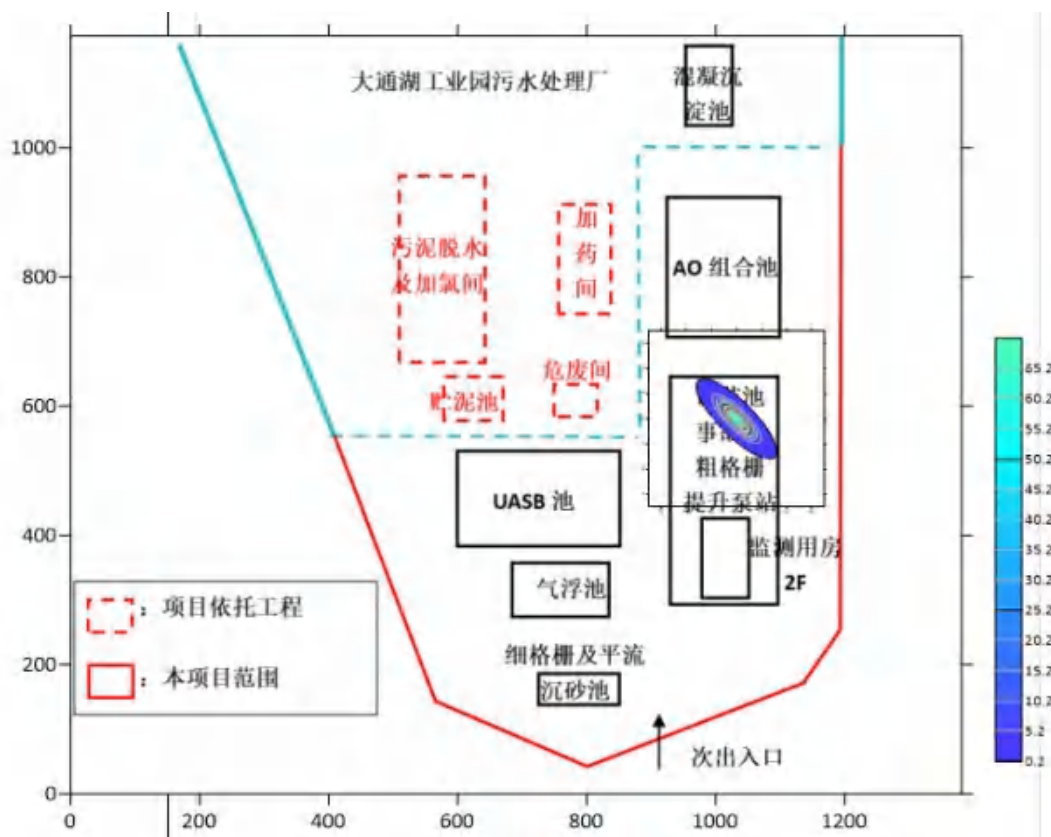 大通湖工业园污水处理厂
混凝沉
淀池
1000
污泥脱水
及加氯间
加
药
间
AO 组合池
800
危废间
贮泥池
池
600
事
粗格栅
提升泵站
UASB 池
监测用房
2F
400
气浮池
：项目依托工程
细格栅及平流
沉砂池
：本项目范围
200
次出入口
0
0
200
400
600
800
1000
1200
65.2
60.2
55.2
50.2
45.2
40.2
35.2
30.2
25.2
20.2
15.2
10.2
5.2
0.2